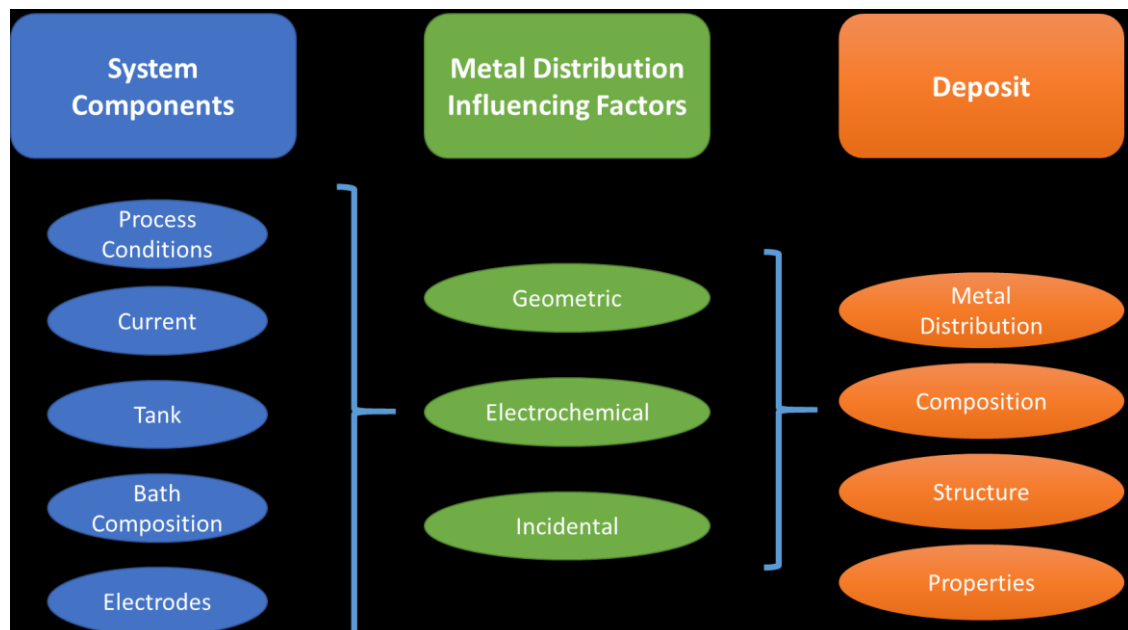 System
Components
Metal Distribution
Influencing Factors
Deposit
Process
Conditions
Current
Tank
Bath
Composition
Electrodes
Geometric
Electrochemical
Incidental
Metal
Distribution
Composition
Structure
Properties